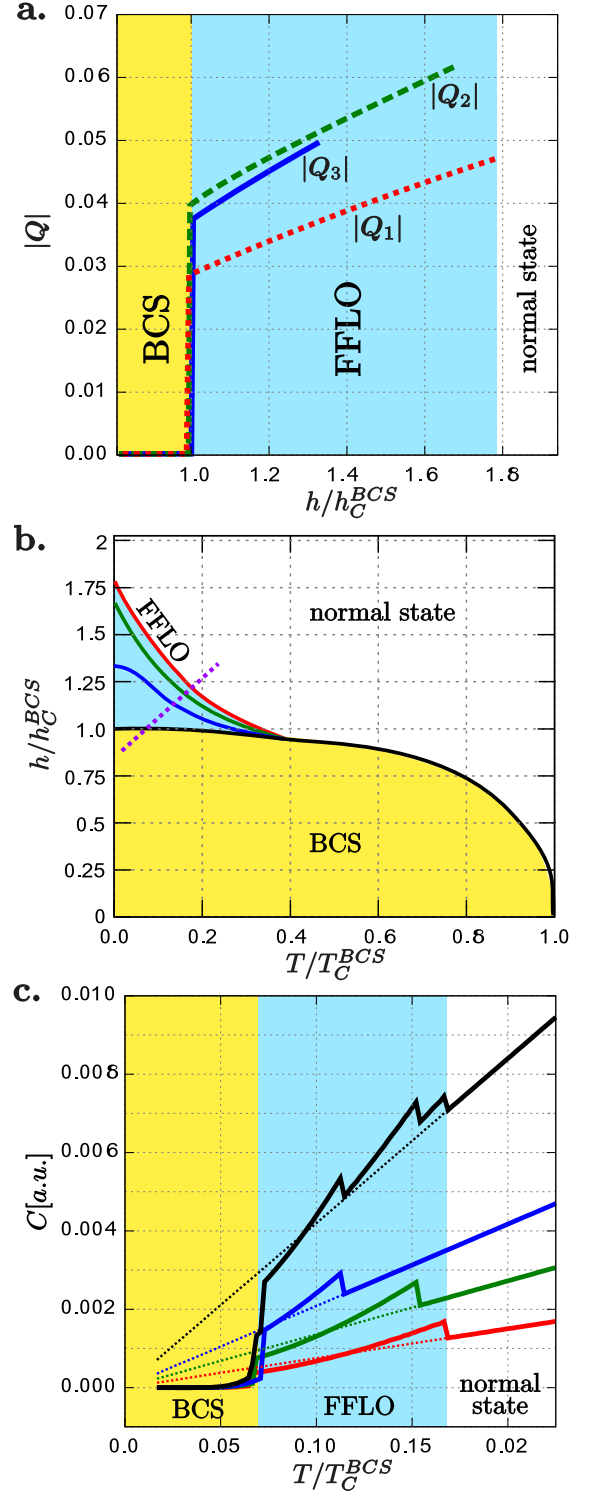 a.
0.07
0.06
0.05
0.04
0.03
0.02
0.01
0.00
|Q|
|Q₂|
|Q₃|
|Q₁|
BCS
FFLO
normal state
1.0 1.2 1.4 1.6 1.8
h/h_C^{BCS}
b.
2
1.75
1.5
1.25
1.0
0.75
0.5
0.25
0
h/h_C^{BCS}
FFLO
normal state
BCS
0.0 0.2 0.4 0.6 0.8 1.0
T/T_C^{BCS}
c.
0.010
0.008
0.006
0.004
0.002
0.000
C[a.u.]
BCS
FFLO
normal
state
0.0 0.05 0.10 0.15 0.02
T/T_C^{BCS}